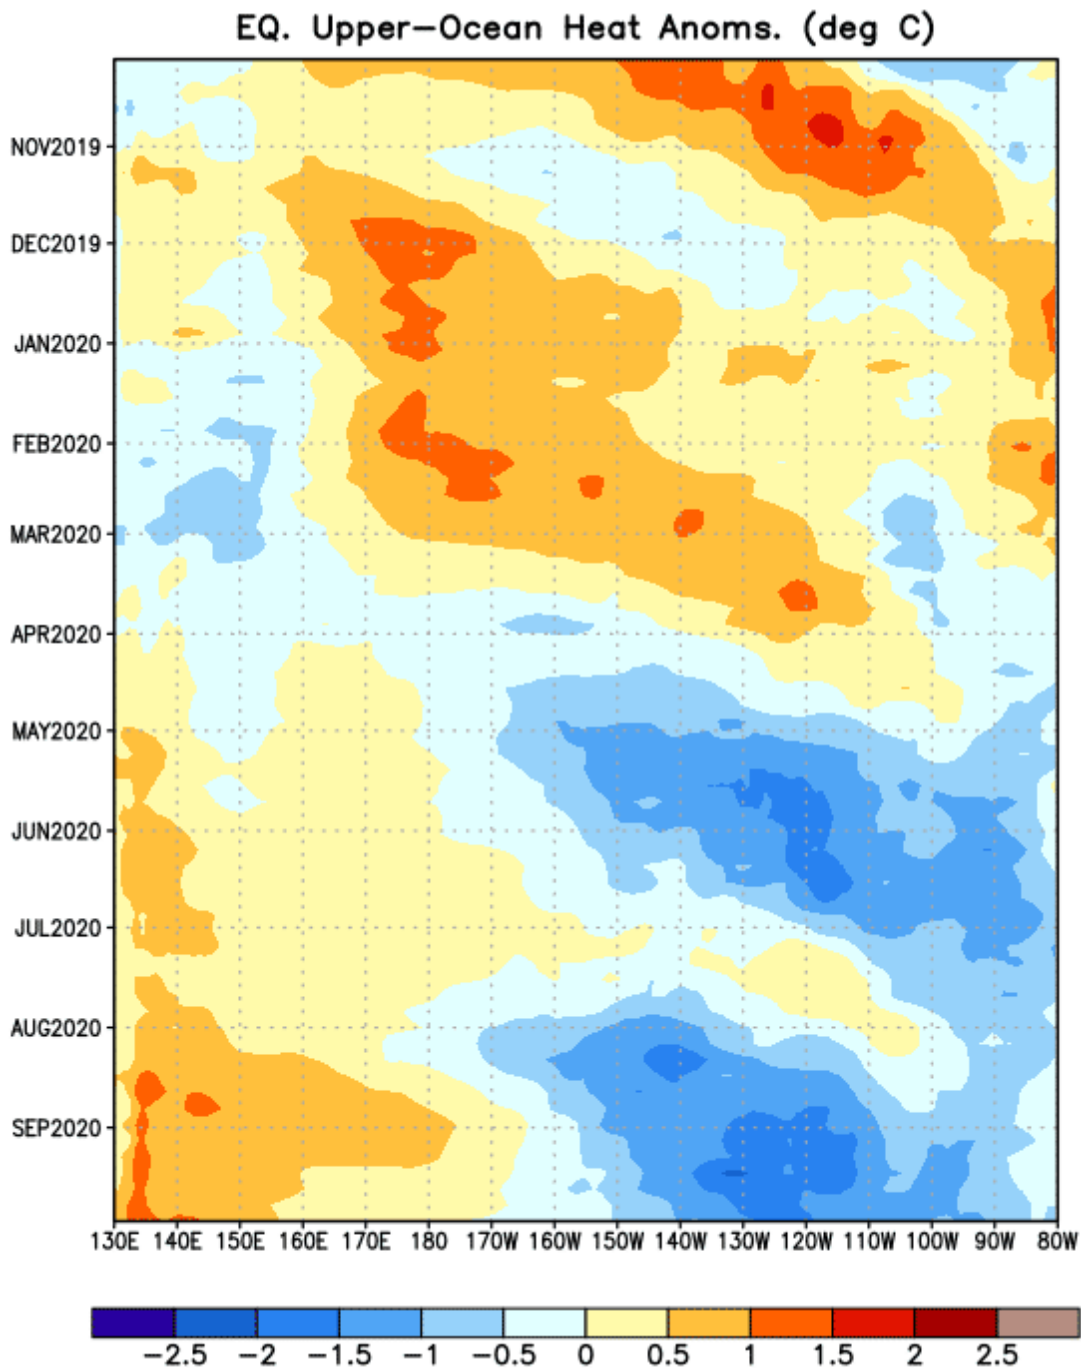 EQ. Upper-Ocean Heat Anoms. (deg C)
NOV2019
DEC2019
JAN2020
FEB2020
MAR2020
APR2020
MAY2020
JUN2020
JUL2020
AUG2020
SEP2020
130E 140E 150E 160E 170E 180 170W 160W 150W 140W 130W 120W 110W 100W 90W 80W
-2.5 -2 -1.5 -1 -0.5 0 0.5 1 1.5 2 2.5